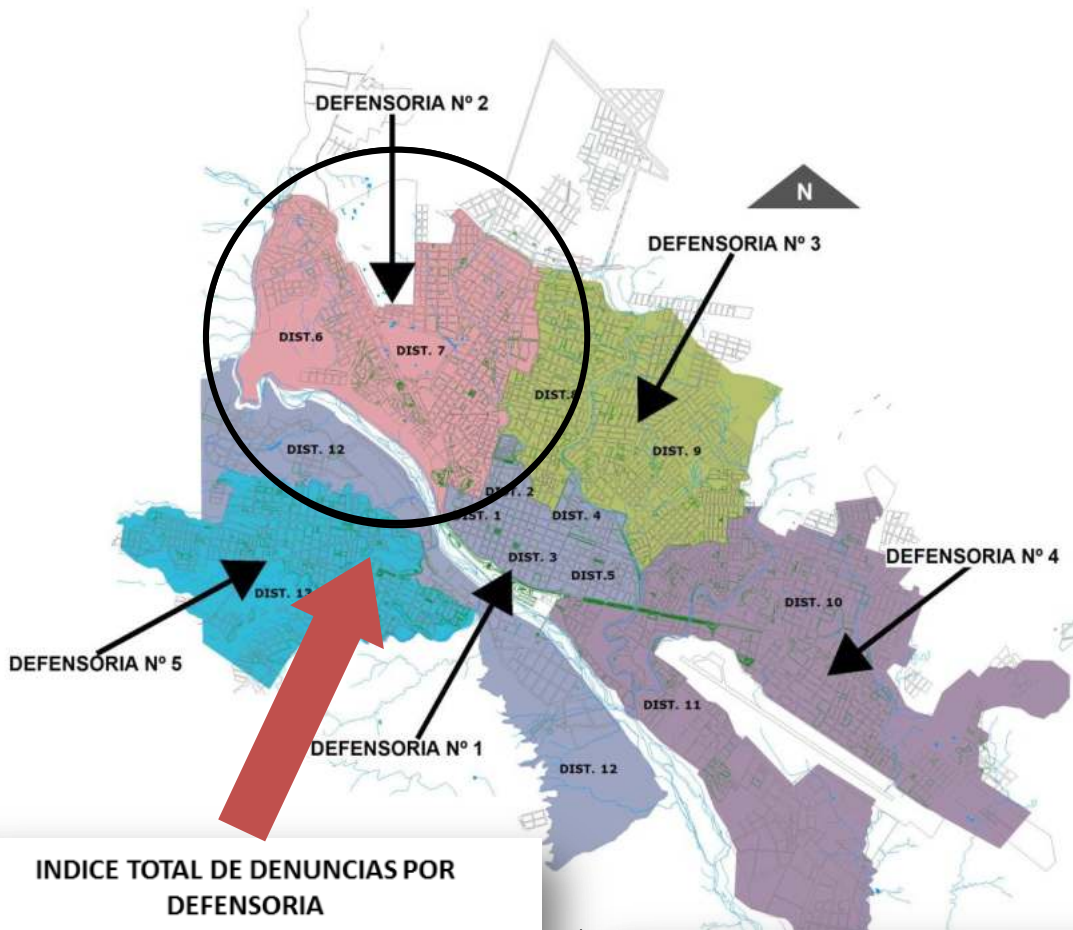 DEFENSORIA Nº 2
N
DEFENSORIA Nº 3
DIST.6
DIST. 7
DIST.8
DIST. 12
DIST. 9
DIST. 2
DIST. 1
DIST. 4
DIST. 3
DIST.5
DEFENSORIA Nº 4
DIST. 13
DIST. 10
DEFENSORIA Nº 5
DIST. 11
DEFENSORIA Nº 1
DIST. 12
INDICE TOTAL DE DENUNCIAS POR
DEFENSORIA